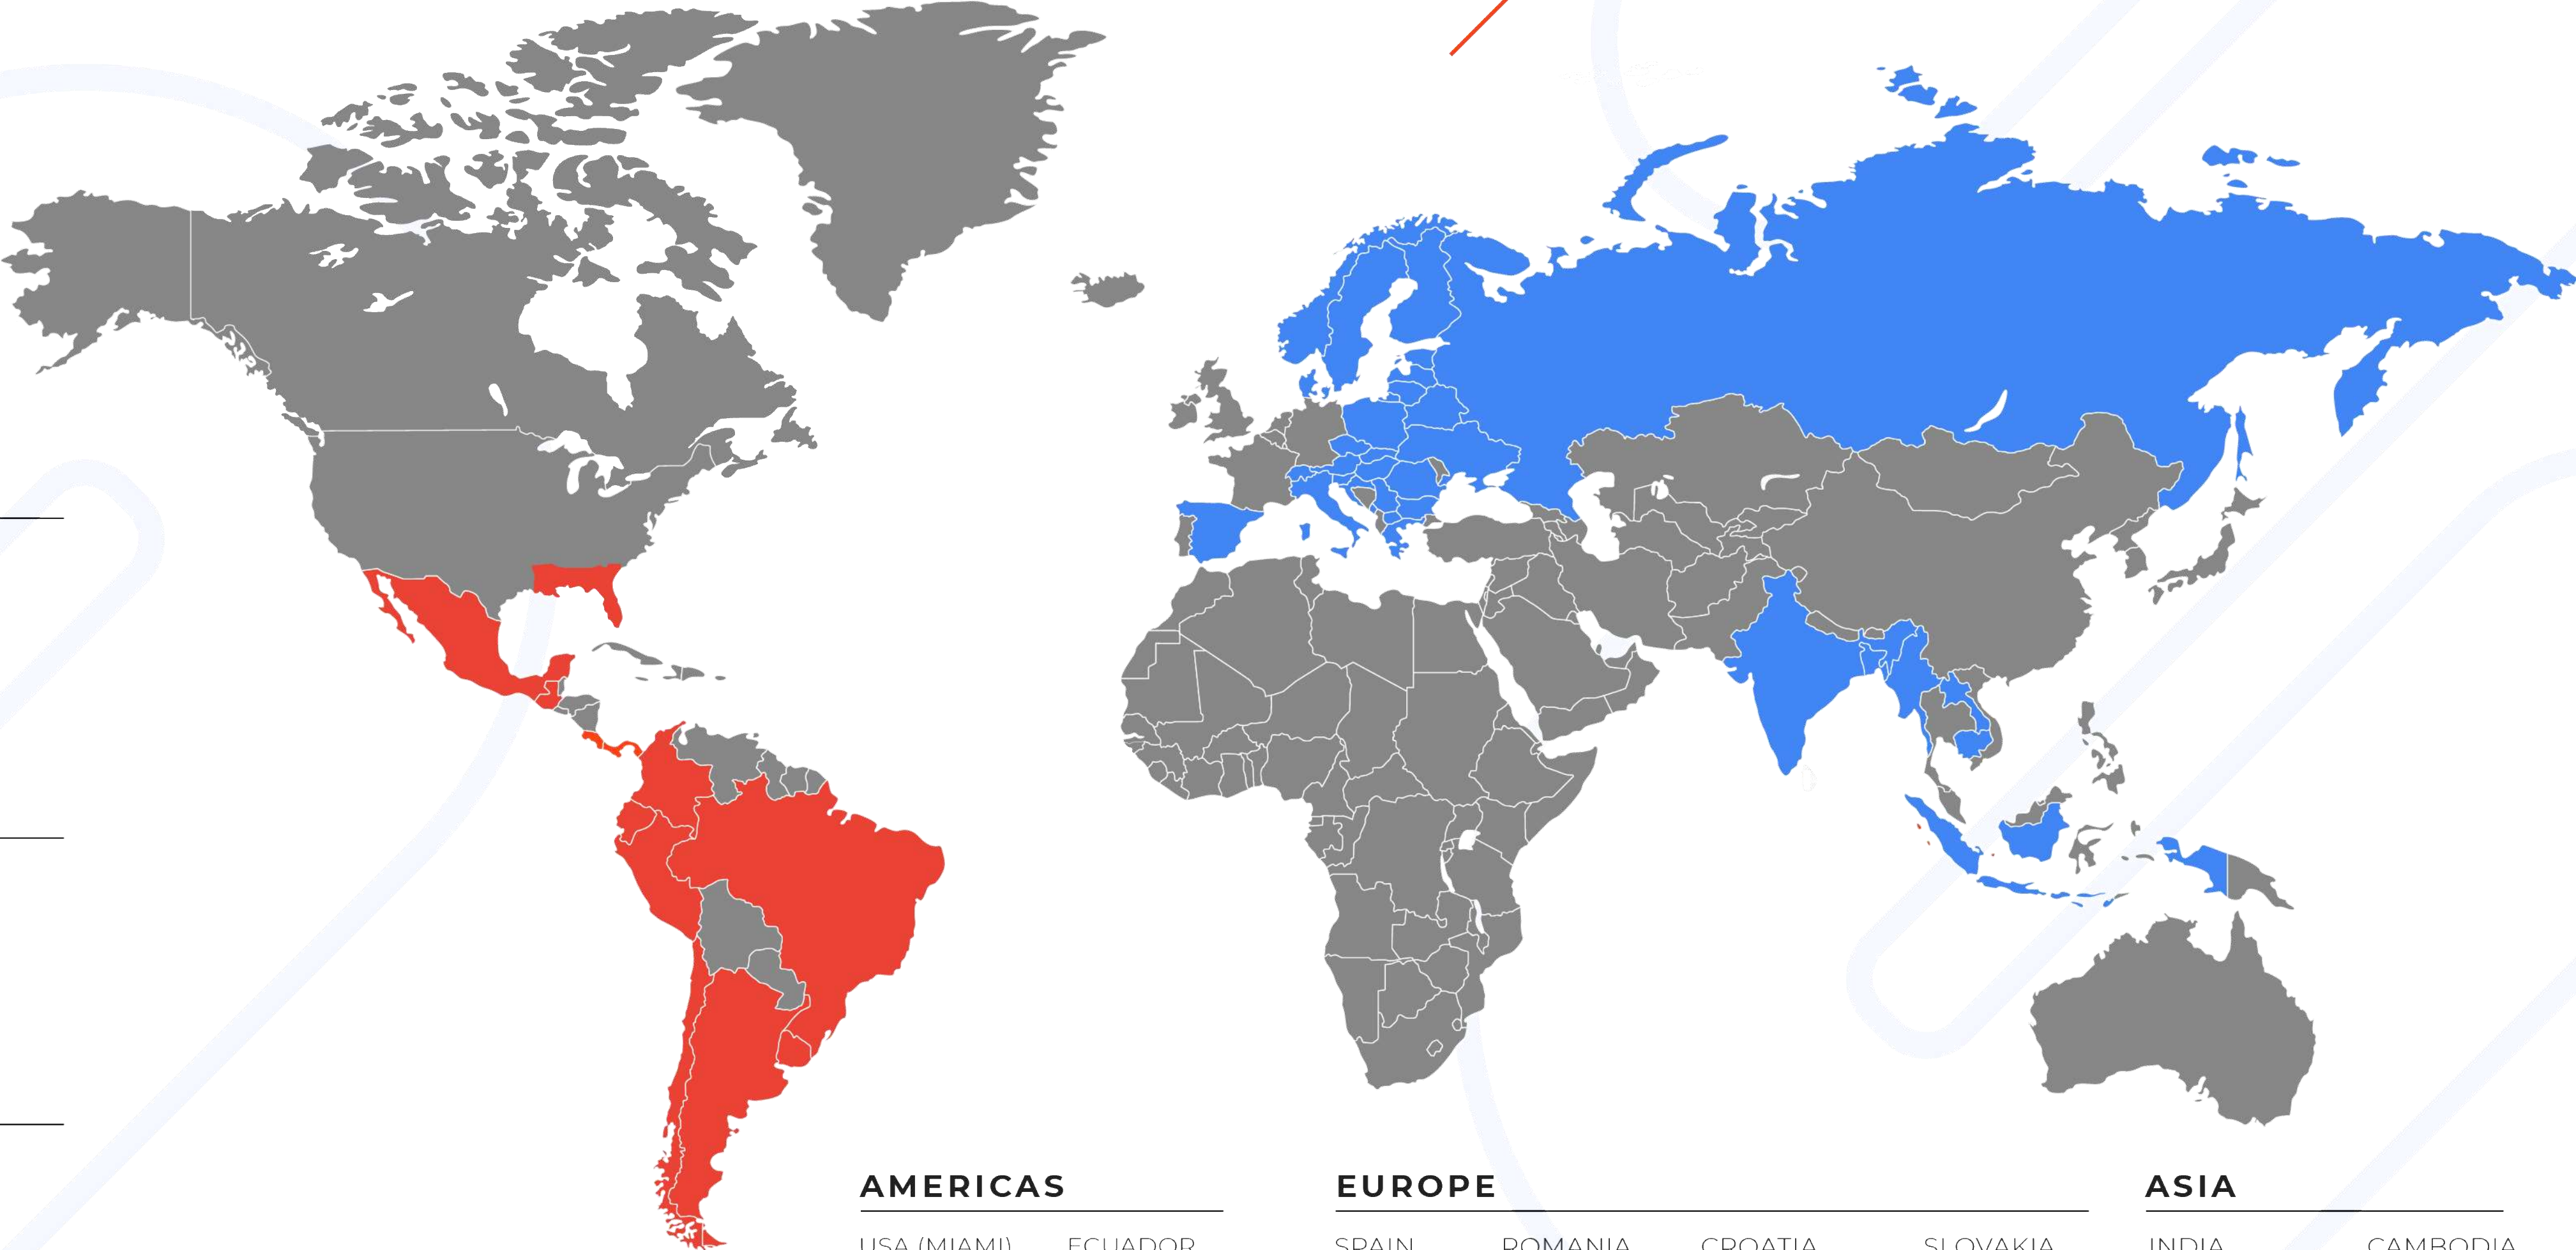 AMERICAS
EUROPE
ASIA
USA (MIAMI) ECUADOR
SPAIN ROMANIA CROATIA SLOVAKIA
INDIA CAMBODIA